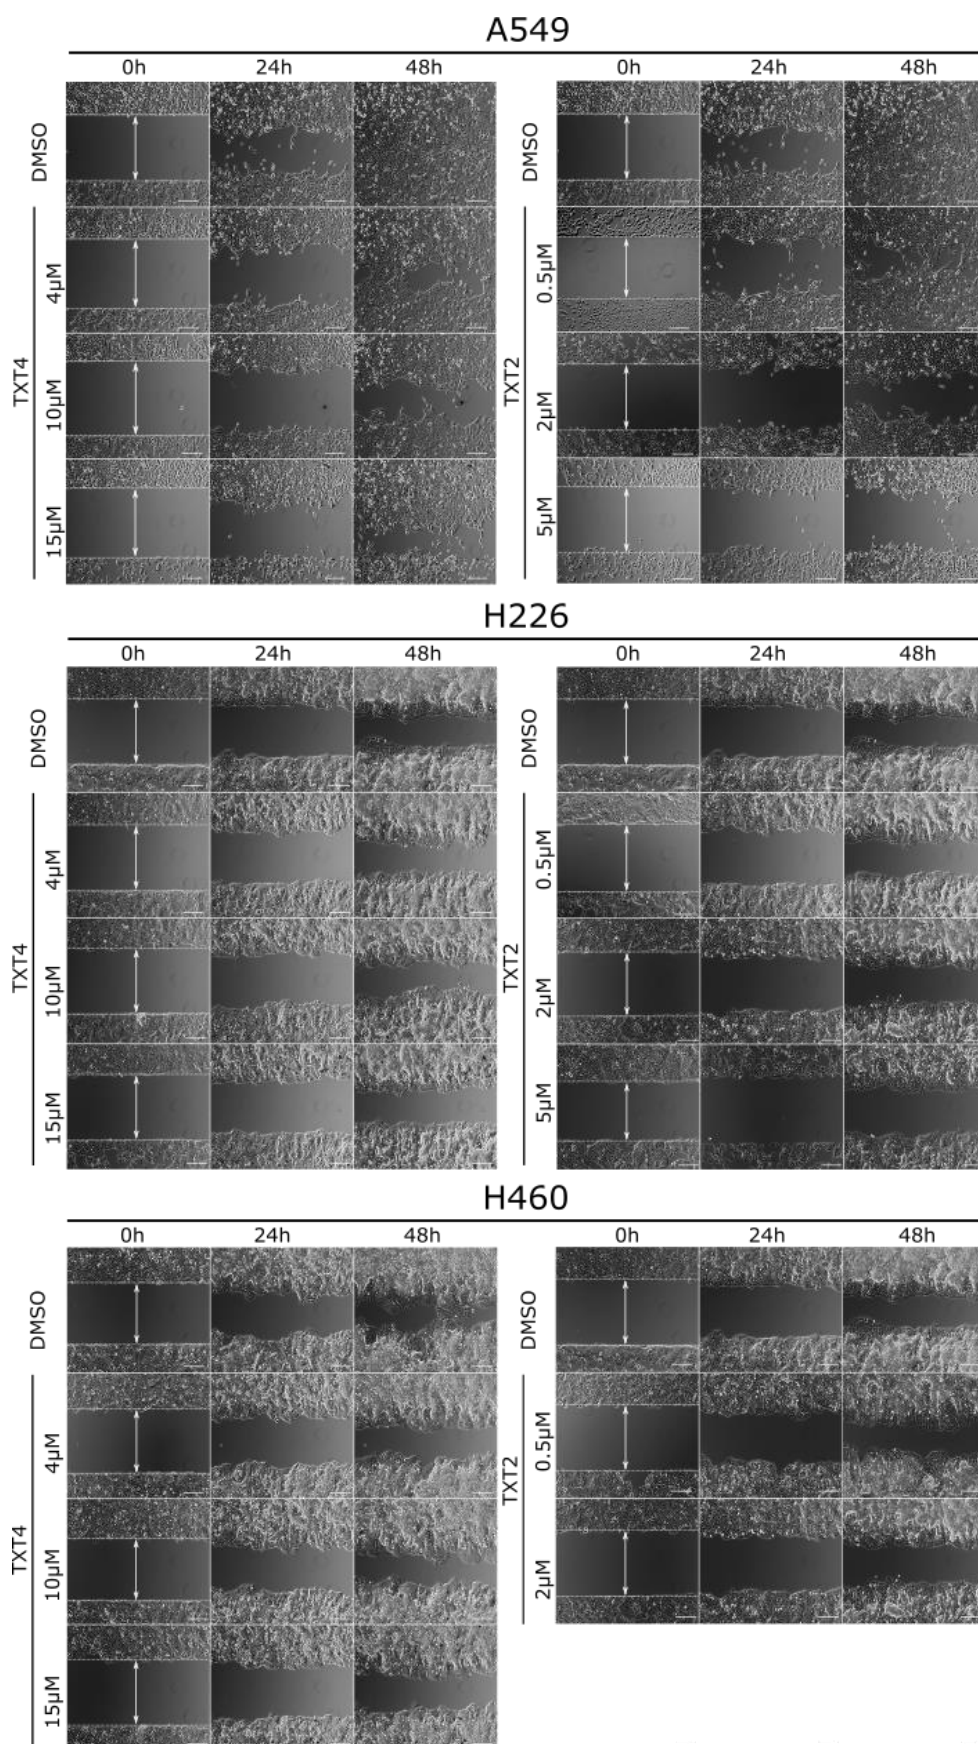 A549
0h 24h 48h 0h 24h 48h
DMSO DMSO
TXT4 4µM TXT2 0.5µM
10µM 2µM
15µM 5µM
H226
0h 24h 48h 0h 24h 48h
DMSO DMSO
TXT4 4µM TXT2 0.5µM
10µM 2µM
15µM 5µM
H460
0h 24h 48h 0h 24h 48h
DMSO DMSO
TXT4 4µM TXT2 0.5µM
10µM 2µM
15µM